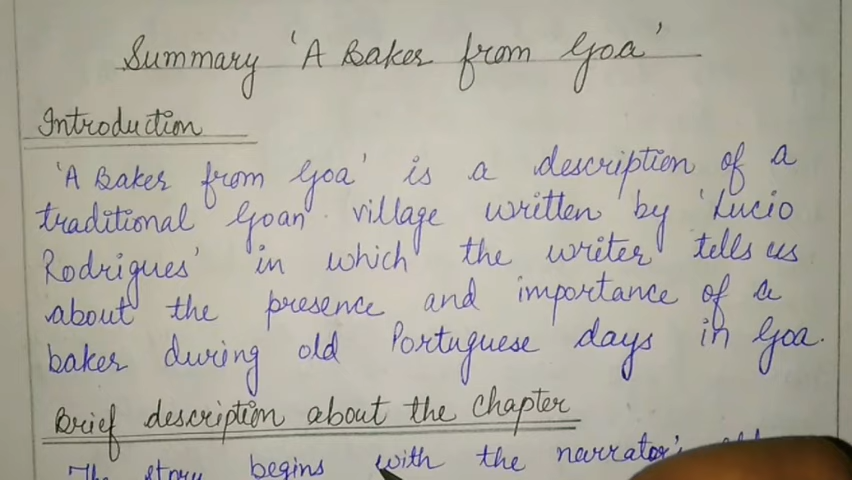 Summary 'A Baker from Goa'
Introduction
'A Baker from Goa' is a description of a
traditional Goan village written by 'Lucio
Rodrigues' in which the writer tells us
about the presence and importance of a
baker during old Portuguese days in Goa.
Brief description about the chapter
The story begins with the narrator's